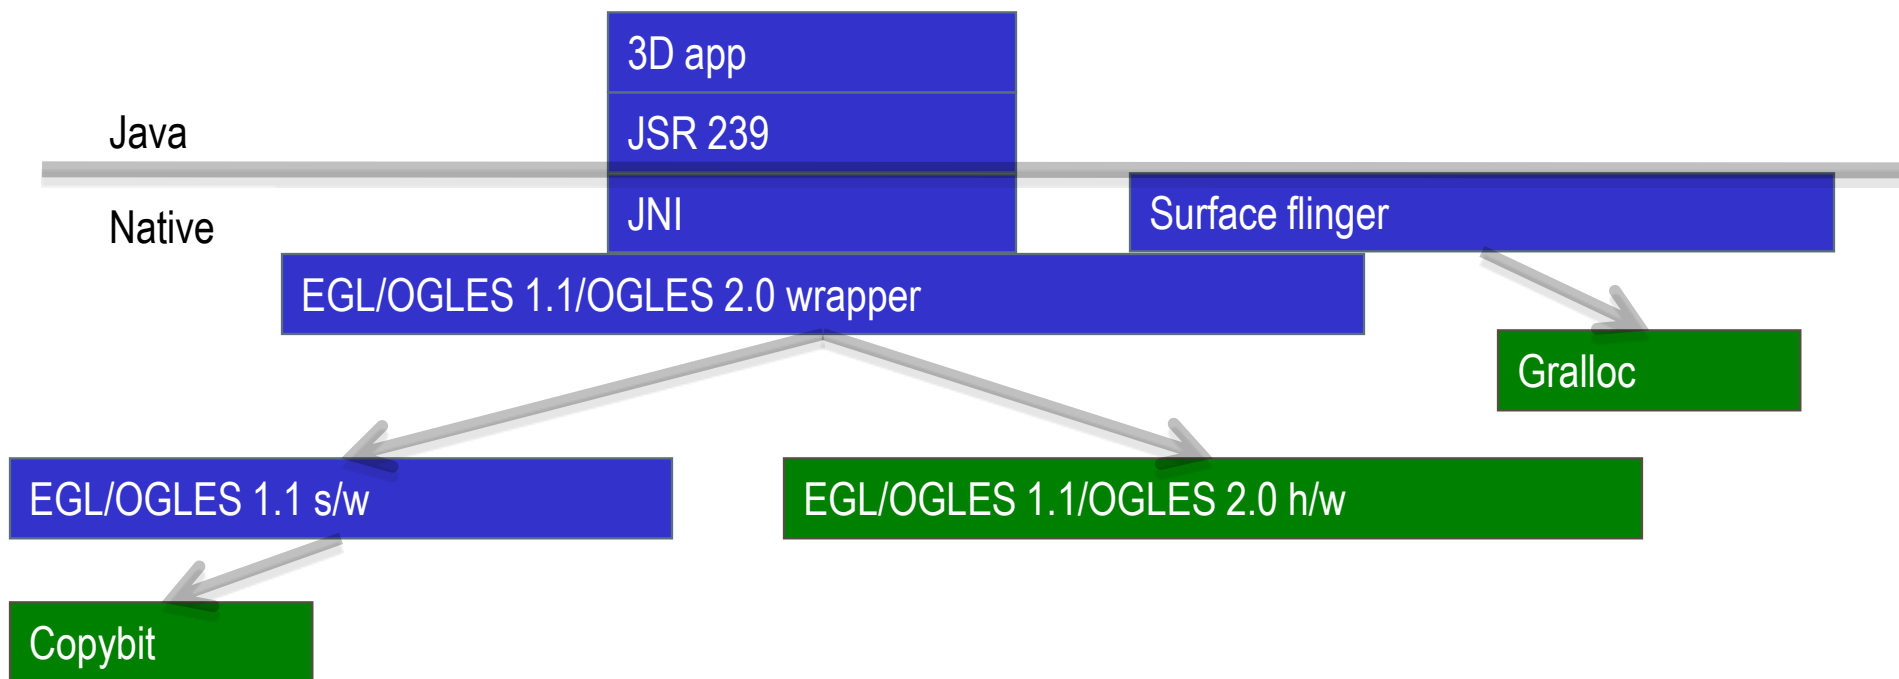 3D app
Java
JSR 239
Native
JNI
Surface flinger
EGL/OGLES 1.1/OGLES 2.0 wrapper
Gralloc
EGL/OGLES 1.1 s/w
EGL/OGLES 1.1/OGLES 2.0 h/w
Copybit